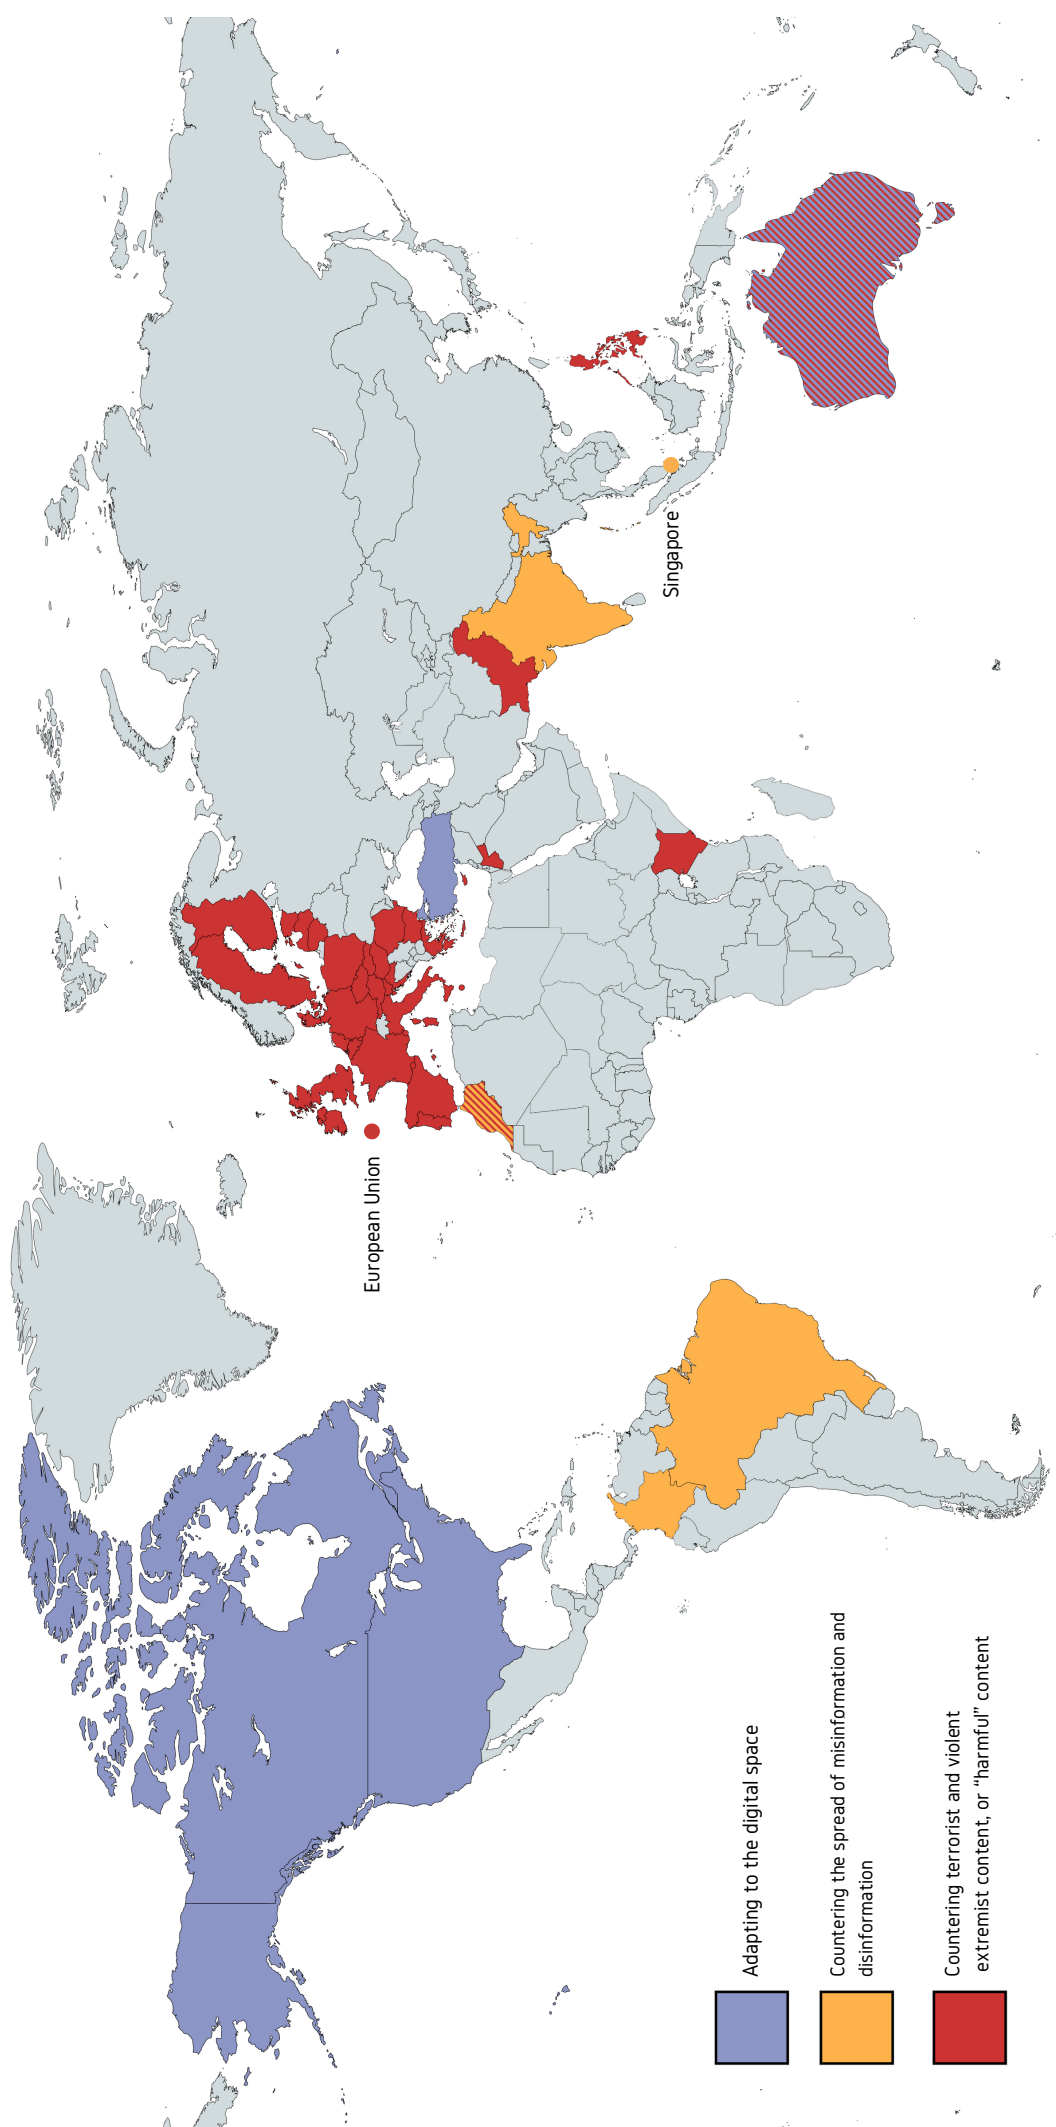 European Union
Singapore
Adapting to the digital space
Countering the spread of misinformation and
disinformation
Countering terrorist and violent
extremist content, or “harmful” content